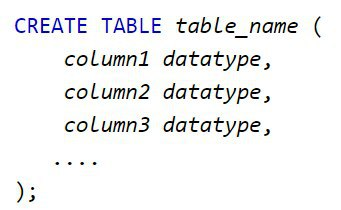 CREATE TABLE table_name (
    column1 datatype,
    column2 datatype,
    column3 datatype,
   ....
);